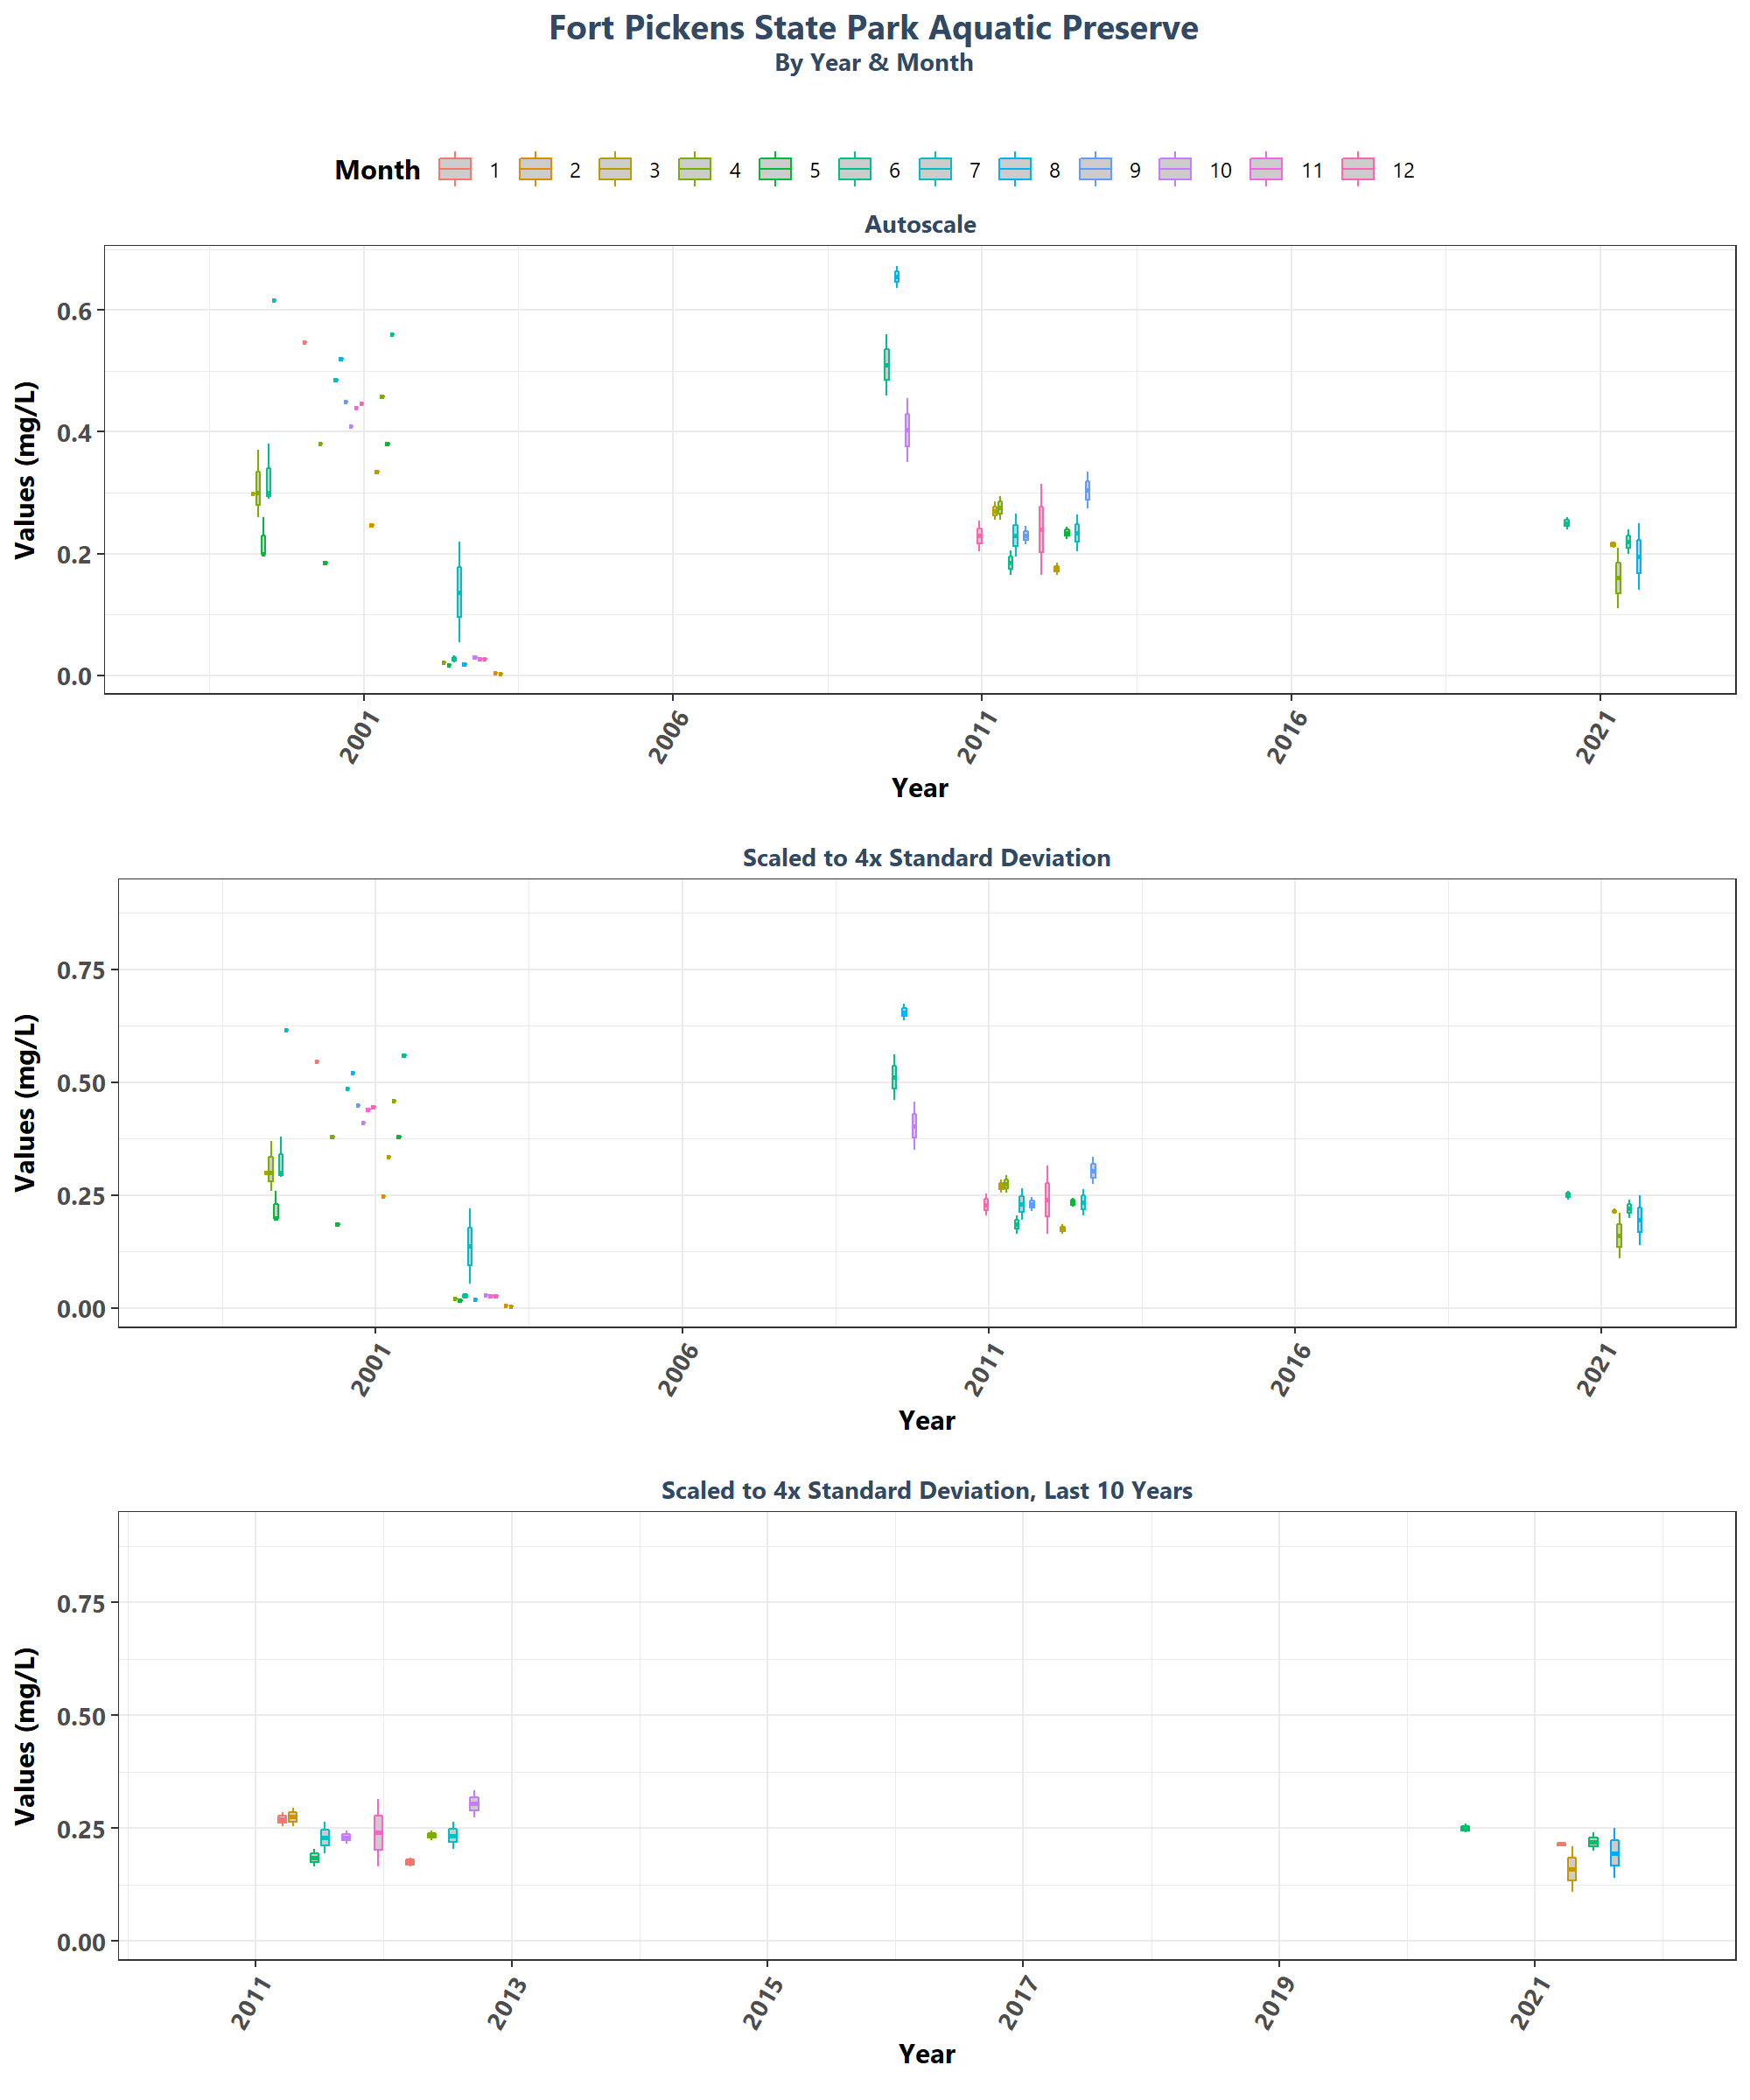 Fort Pickens State Park Aquatic Preserve
By Year & Month
Month 1 2 3 4 5 6 7 8 9 10 11 12
Autoscale
Values (mg/L)
0.6
0.4
0.2
0.0
2001 2006 2011 2016 2021
Year
Scaled to 4x Standard Deviation
Values (mg/L)
0.75
0.50
0.25
0.00
2001 2006 2011 2016 2021
Year
Scaled to 4x Standard Deviation, Last 10 Years
Values (mg/L)
0.75
0.50
0.25
0.00
2011 2013 2015 2017 2019 2021
Year